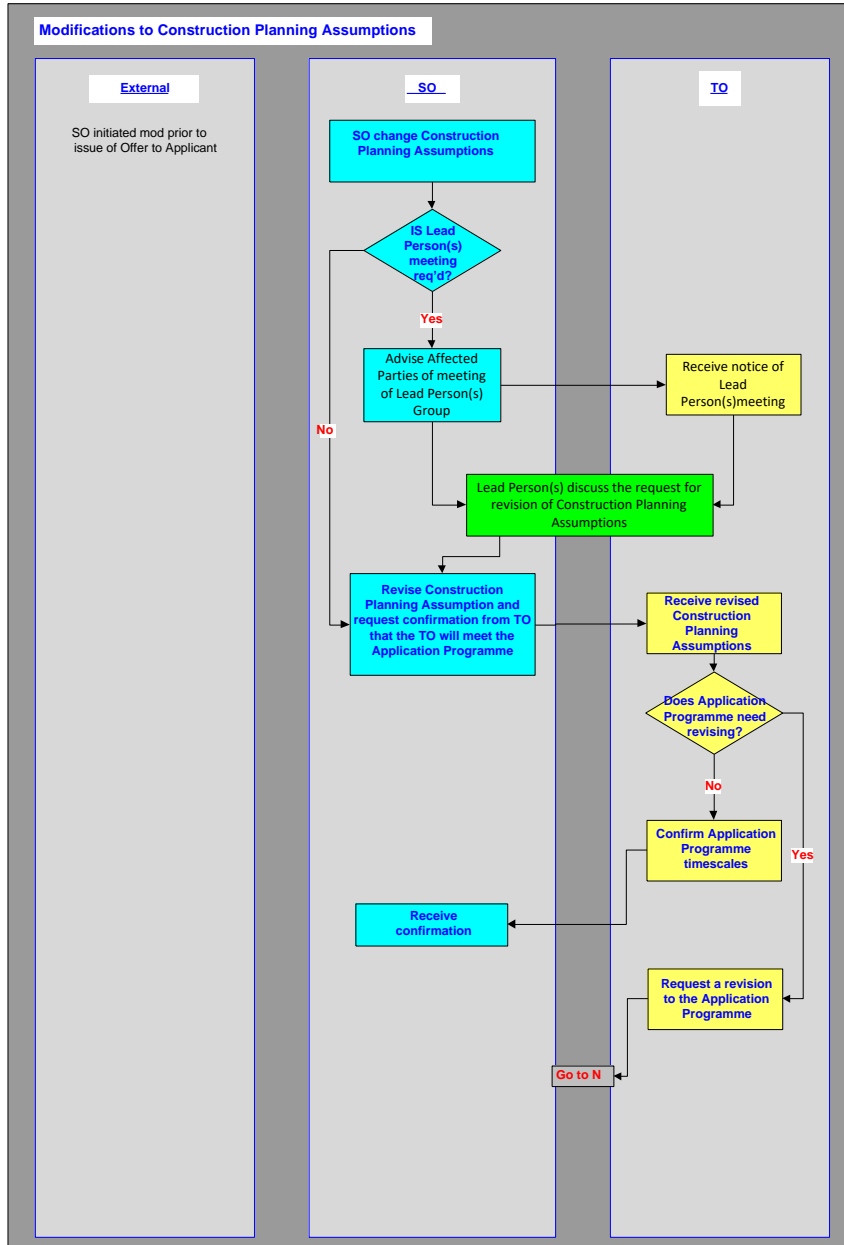 Modifications to Construction Planning Assumptions
External
SO
TO
SO initiated mod prior to
issue of Offer to Applicant
SO change Construction
Planning Assumptions
IS Lead
Person(s)
meeting
req'd?
Yes
Advise Affected
Parties of meeting
of Lead Person(s)
Group
Receive notice of
Lead
Person(s)meeting
No
Lead Person(s) discuss the request for
revision of Construction Planning
Assumptions
Revise Construction
Planning Assumption and
request confirmation from TO
that the TO will meet the
Application Programme
Receive revised
Construction
Planning
Assumptions
Does Application
Programme need
revising?
No
Confirm Application
Programme
timescales
Yes
Receive
confirmation
Request a revision
to the Application
Programme
Go to N